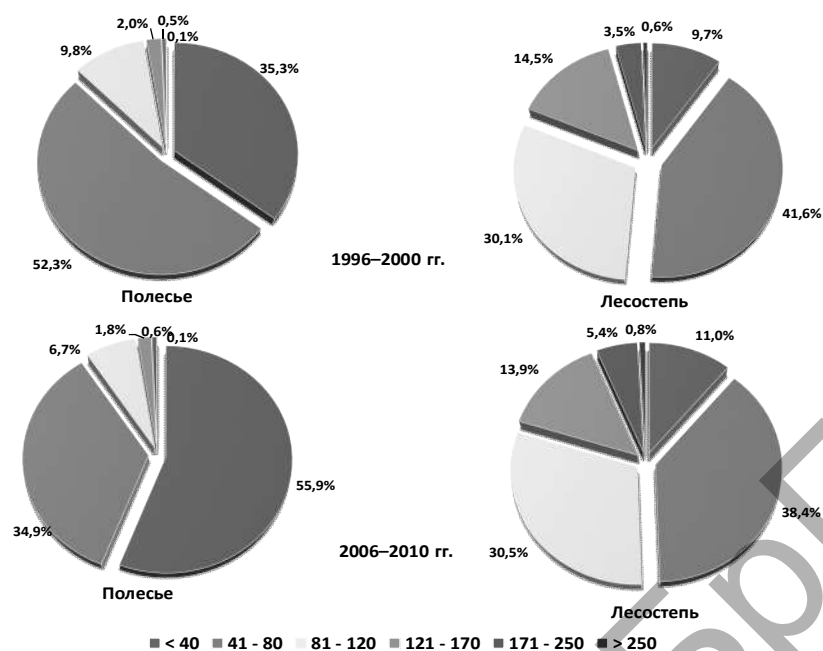 2,0% 0,5%
0,1%
9,8% 35,3%
52,3%
Полесье
3,5% 0,6% 9,7%
14,5%
41,6%
30,1%
Лесостепь
1996–2000 гг.
1,8% 0,6% 0,1%
6,7%
55,9%
34,9%
Полесье
5,4% 0,8% 11,0%
13,9%
38,4%
30,5%
Лесостепь
2006–2010 гг.
< 40 41 - 80 81 - 120 121 - 170 171 - 250 > 250